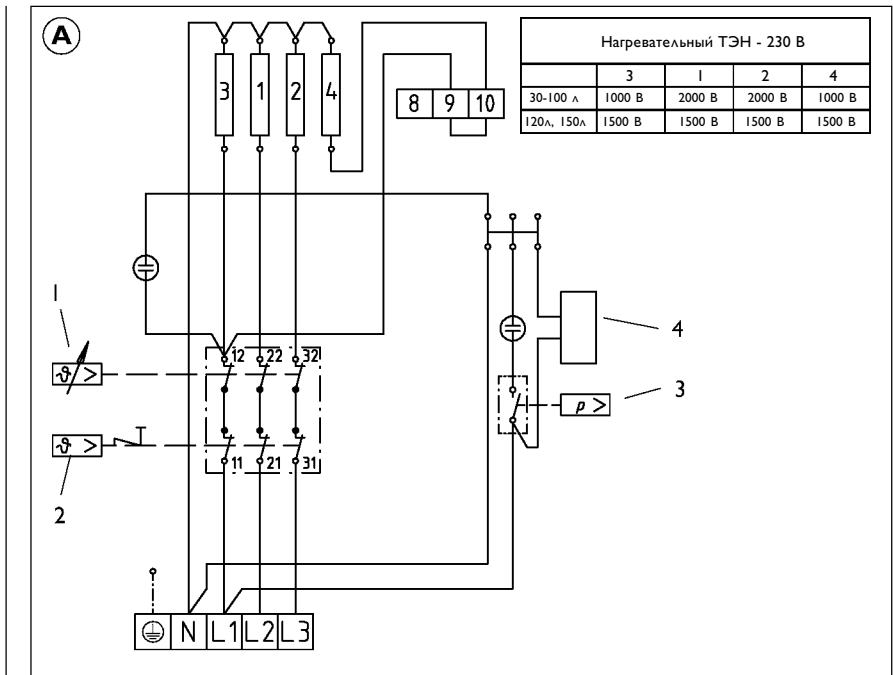 A
Нагревательный ТЭН - 230 В
3 1 2 4
30-100 л 1000 В 2000 В 2000 В 1000 В
120л, 150л 1500 В 1500 В 1500 В 1500 В
3 1 2 4
8 9 10
1
4
12 22 32
ϑ >
3
p >
ϑ >
11 21 31
2
N L1 L2 L3